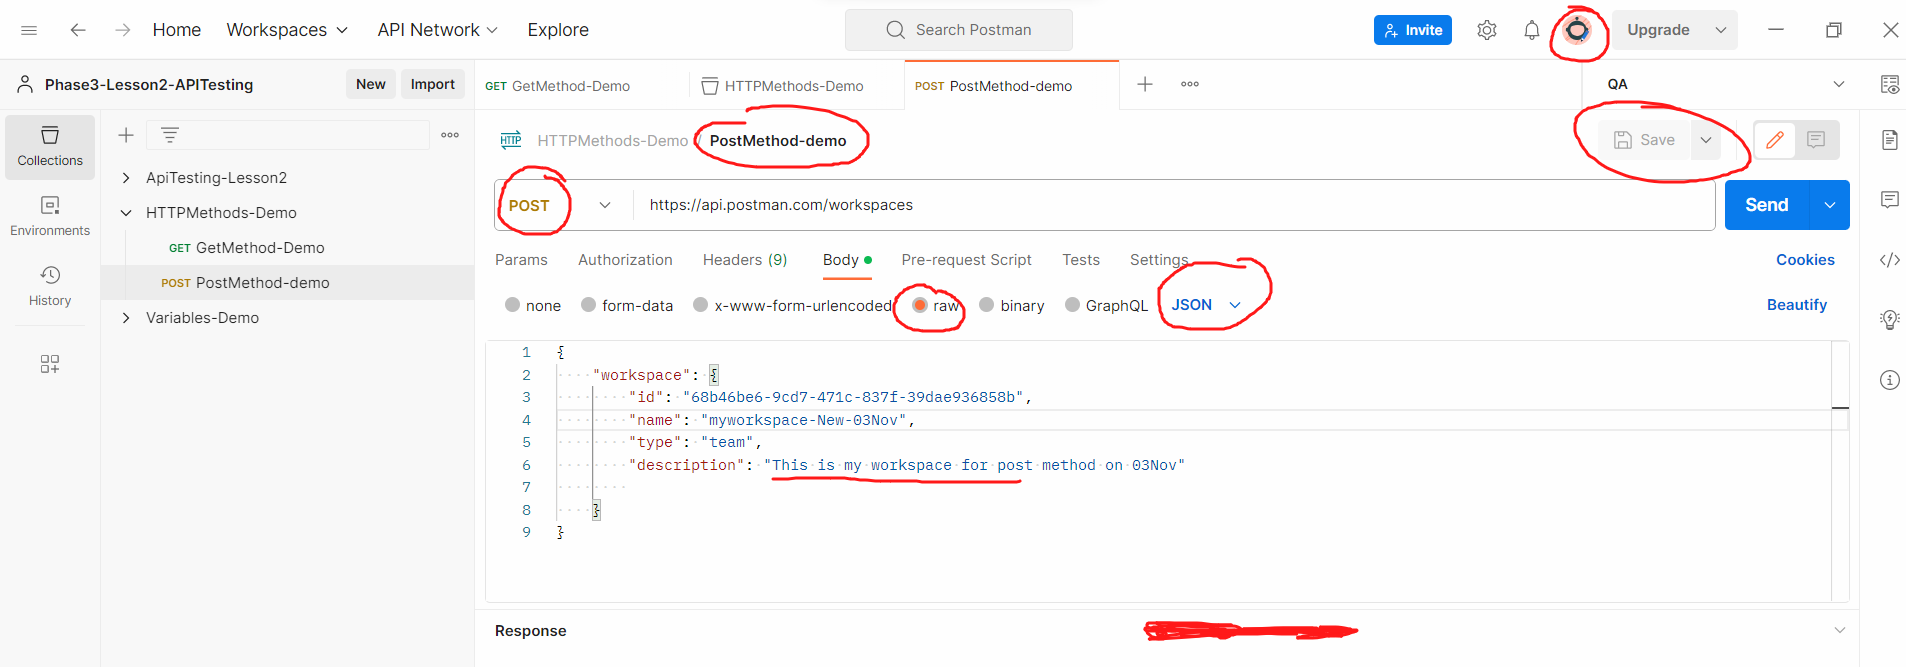 Home Workspaces API Network Explore Search Postman Invite Upgrade
Phase3-Lesson2-APITesting New Import
GET GetMethod-Demo HTTPMethods-Demo POST PostMethod-demo QA
Collections
Environments
History
ApiTesting-Lesson2
HTTPMethods-Demo
GET GetMethod-Demo
POST PostMethod-demo
Variables-Demo
HTTP HTTPMethods-Demo / PostMethod-demo Save
POST https://api.postman.com/workspaces Send
Params Authorization Headers (9) Body Pre-request Script Tests Settings Cookies
none form-data x-www-form-urlencoded raw binary GraphQL JSON Beautify
1 {
2 "workspace": {
3 "id": "68b46be6-9cd7-471c-837f-39dae936858b",
4 "name": "myworkspace-New-03Nov",
5 "type": "team",
6 "description": "This is my workspace for post method on 03Nov"
7
8 }
9 }
Response